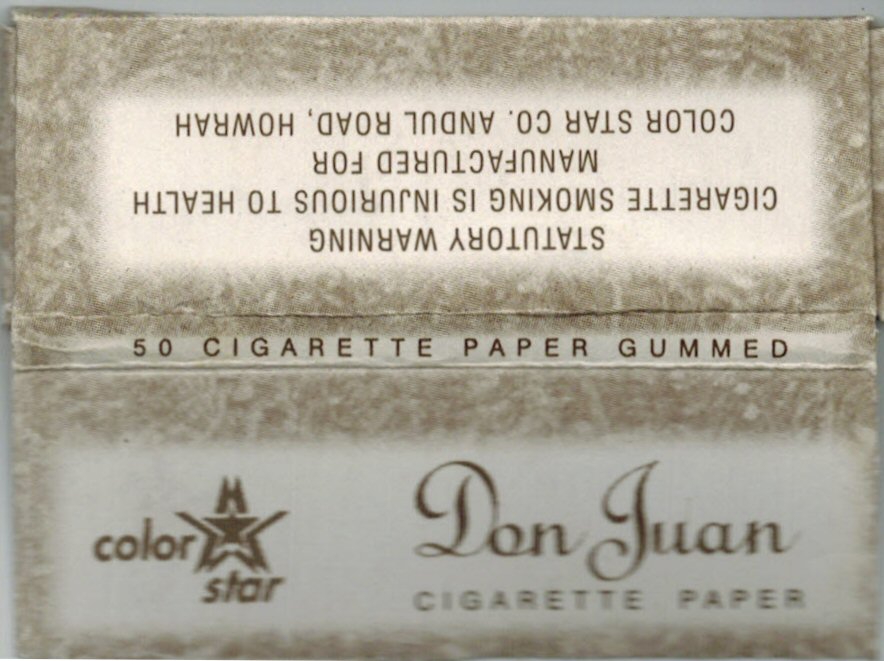 STATUTORY WARNING
CIGARETTE SMOKING IS INJURIOUS TO HEALTH
MANUFACTURED FOR
COLOR STAR CO. ANDUL ROAD, HOWRAH
50 CIGARETTE PAPER GUMMED
color
star
Don Juan
CIGARETTE PAPER